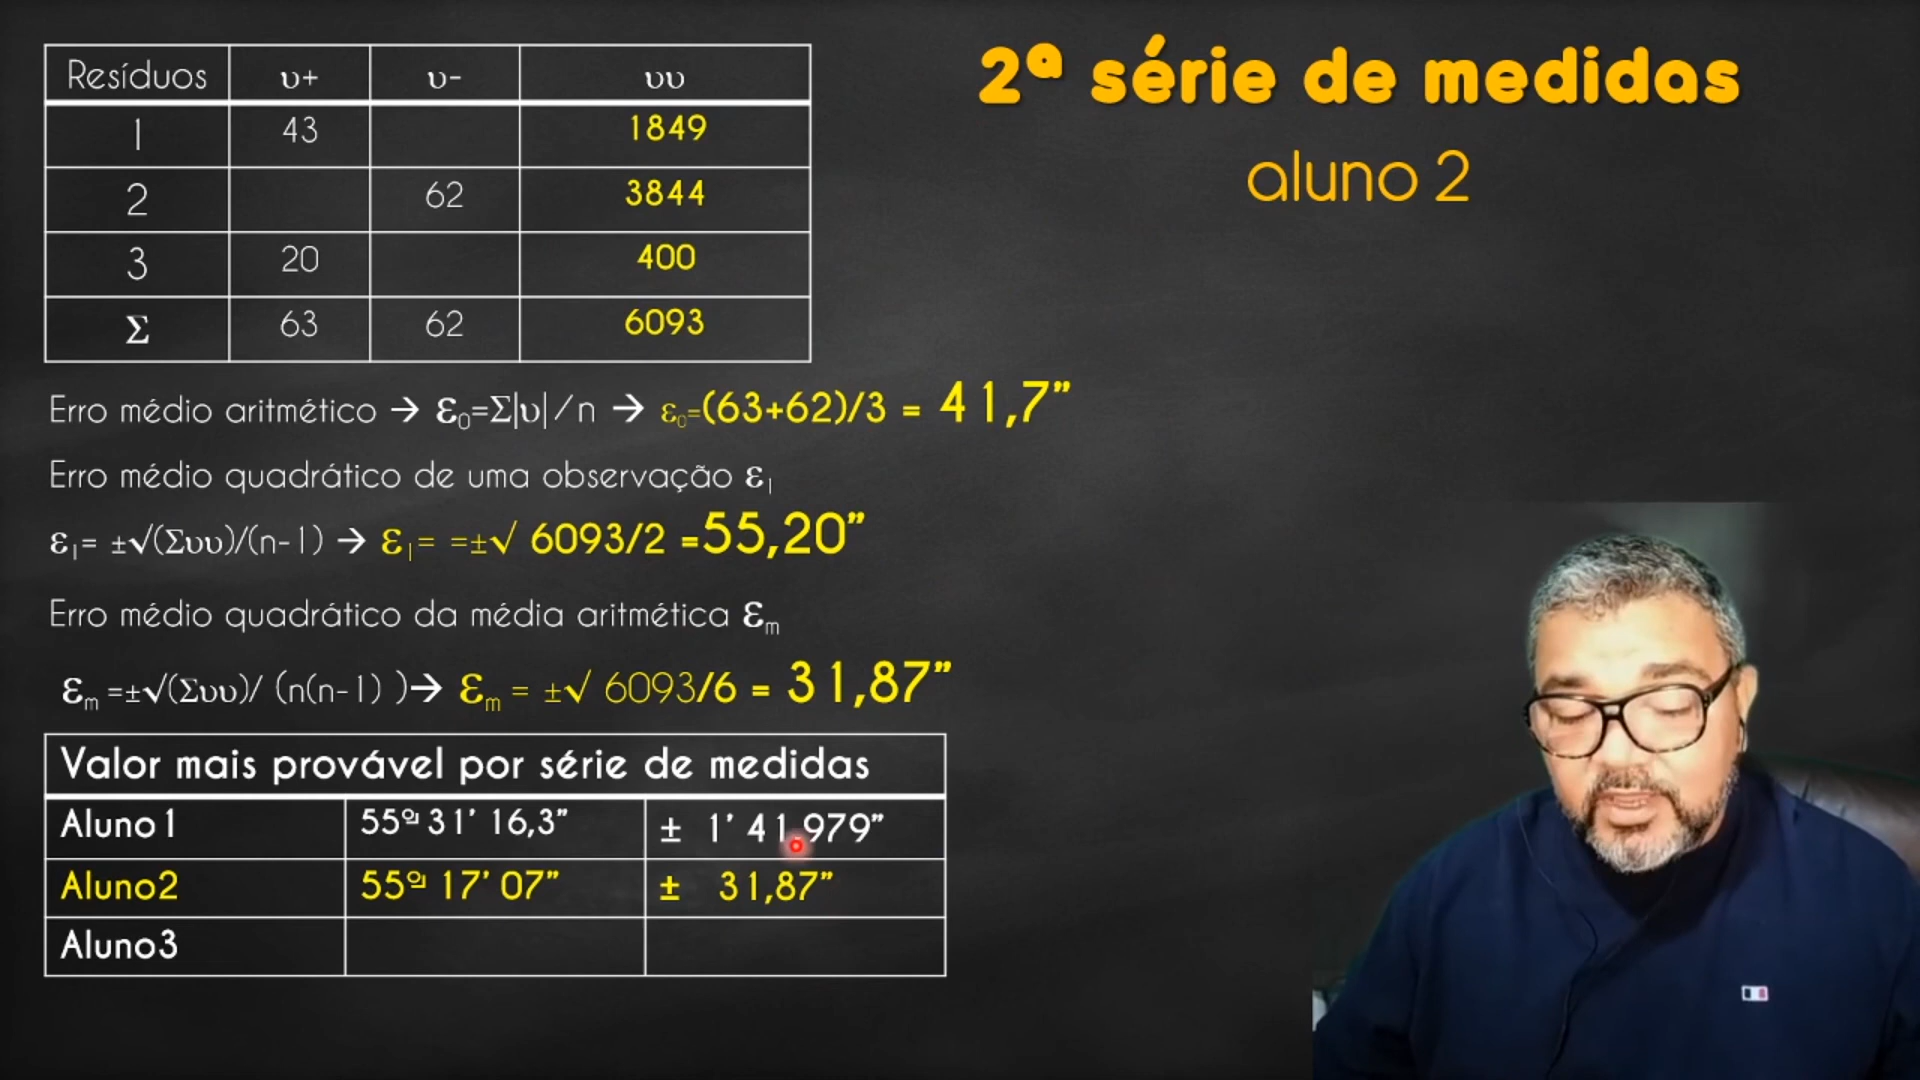 2ª série de medidas
aluno 2
Resíduos υ+ υ- υυ
1 43 1849
2 62 3844
3 20 400
Σ 63 62 6093
Erro médio aritmético → ε₀=Σ|υ|/n → ε₀=(63+62)/3 = 41,7”
Erro médio quadrático de uma observação ε₁
ε₁= ±√(Συυ)/(n-1) → ε₁= =±√ 6093/2 =55,20”
Erro médio quadrático da média aritmética εₘ
εₘ =±√(Συυ)/ (n(n-1) )→ εₘ = ±√ 6093/6 = 31,87”
Valor mais provável por série de medidas
Aluno1 55º 31’ 16,3” ± 1’ 41,979”
Aluno2 55º 17’ 07” ± 31,87”
Aluno3